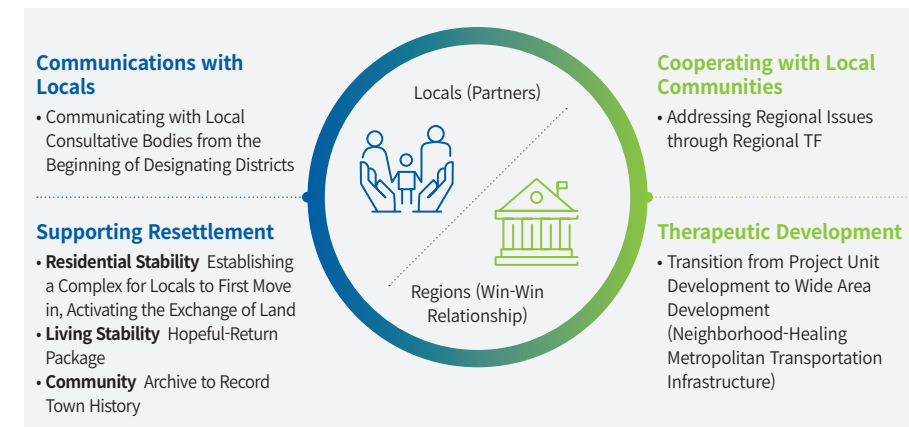 Communications with
Locals
• Communicating with Local
Consultative Bodies from the
Beginning of Designating Districts
Supporting Resettlement
• Residential Stability Establishing
a Complex for Locals to First Move
in, Activating the Exchange of Land
• Living Stability Hopeful-Return
Package
• Community Archive to Record
Town History
Locals (Partners)
Regions (Win-Win
Relationship)
Cooperating with Local
Communities
• Addressing Regional Issues
through Regional TF
Therapeutic Development
• Transition from Project Unit
Development to Wide Area
Development
(Neighborhood-Healing
Metropolitan Transportation
Infrastructure)